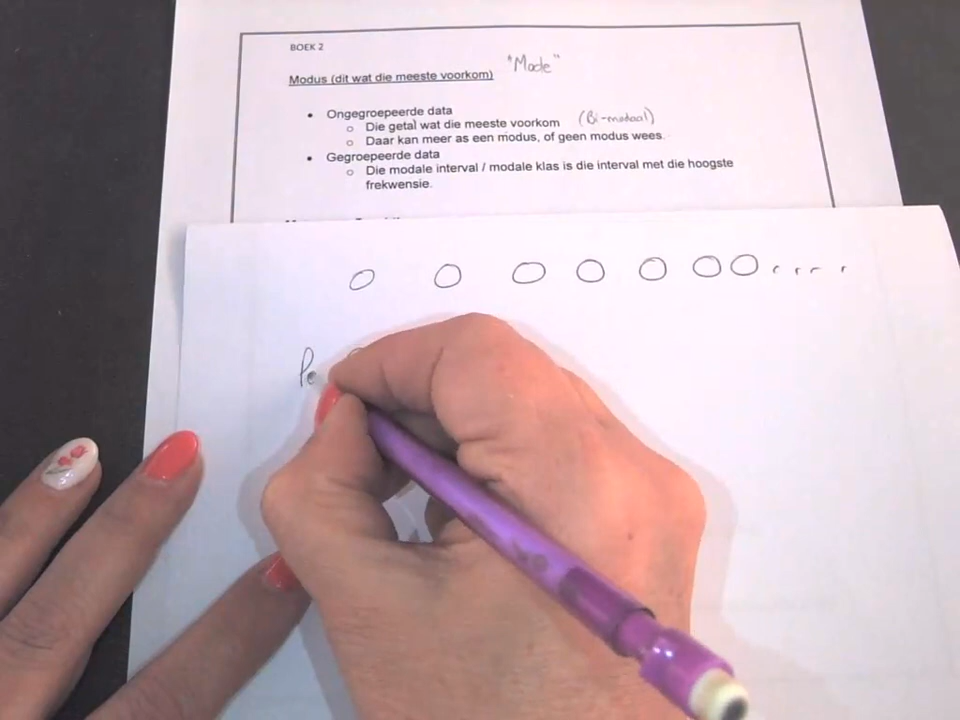 BOEK 2
Modus (dit wat die meeste voorkom) "Mode"
• Ongegroepeerde data
o Die getal wat die meeste voorkom (Bi-modaal)
o Daar kan meer as een modus, of geen modus wees.
• Gegroepeerde data
o Die modale interval / modale klas is die interval met die hoogste
frekwensie.